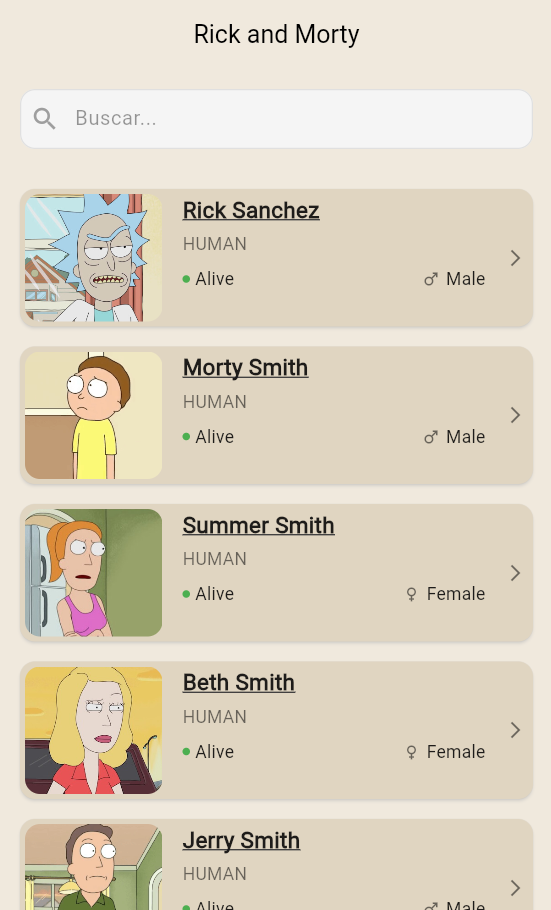 Rick and Morty
Buscar...
Rick Sanchez
HUMAN
Alive ♂ Male
Morty Smith
HUMAN
Alive ♂ Male
Summer Smith
HUMAN
Alive ♀ Female
Beth Smith
HUMAN
Alive ♀ Female
Jerry Smith
HUMAN
Alive ♂ Male